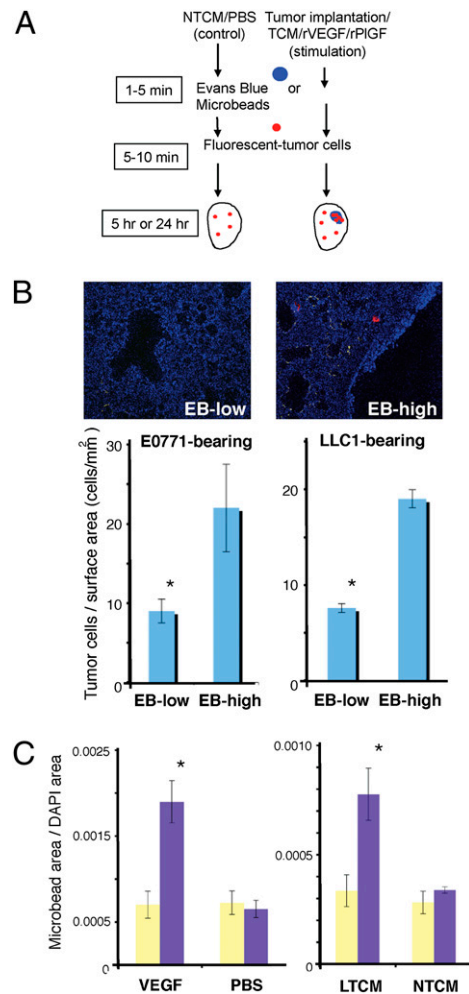 A
NTCM/PBS
(control)
Tumor implantation/
TCM/rVEGF/rPlGF
(stimulation)
1-5 min
Evans Blue
Microbeads
or
5-10 min
Fluorescent-tumor cells
5 hr or 24 hr
B
EB-low
EB-high
E0771-bearing
LLC1-bearing
Tumor cells / surface area (cells/mm²)
30
20
10
0
*
EB-low
EB-high
20
10
0
*
EB-low
EB-high
C
Microbead area / DAPI area
0.0025
0.0015
0.0005
0
*
VEGF
PBS
0.0010
0.0005
0
*
LTCM
NTCM